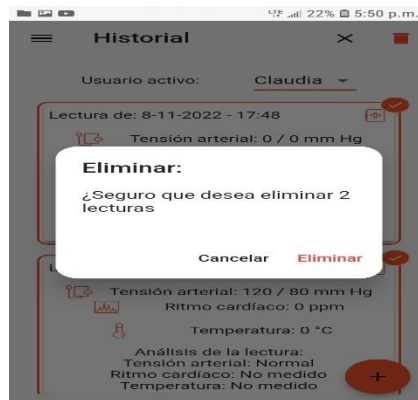 22% 5:50 p.m.
Historial
Usuario activo: Claudia
Lectura de: 8-11-2022 - 17:48
Tensión arterial: 0 / 0 mm Hg
Eliminar:
¿Seguro que desea eliminar 2
lecturas
Cancelar Eliminar
L
Tensión arterial: 120 / 80 mm Hg
Ritmo cardíaco: 0 ppm
Temperatura: 0 °C
Análisis de la lectura:
Tensión arterial: Normal
Ritmo cardíaco: No medido
Temperatura: No medido